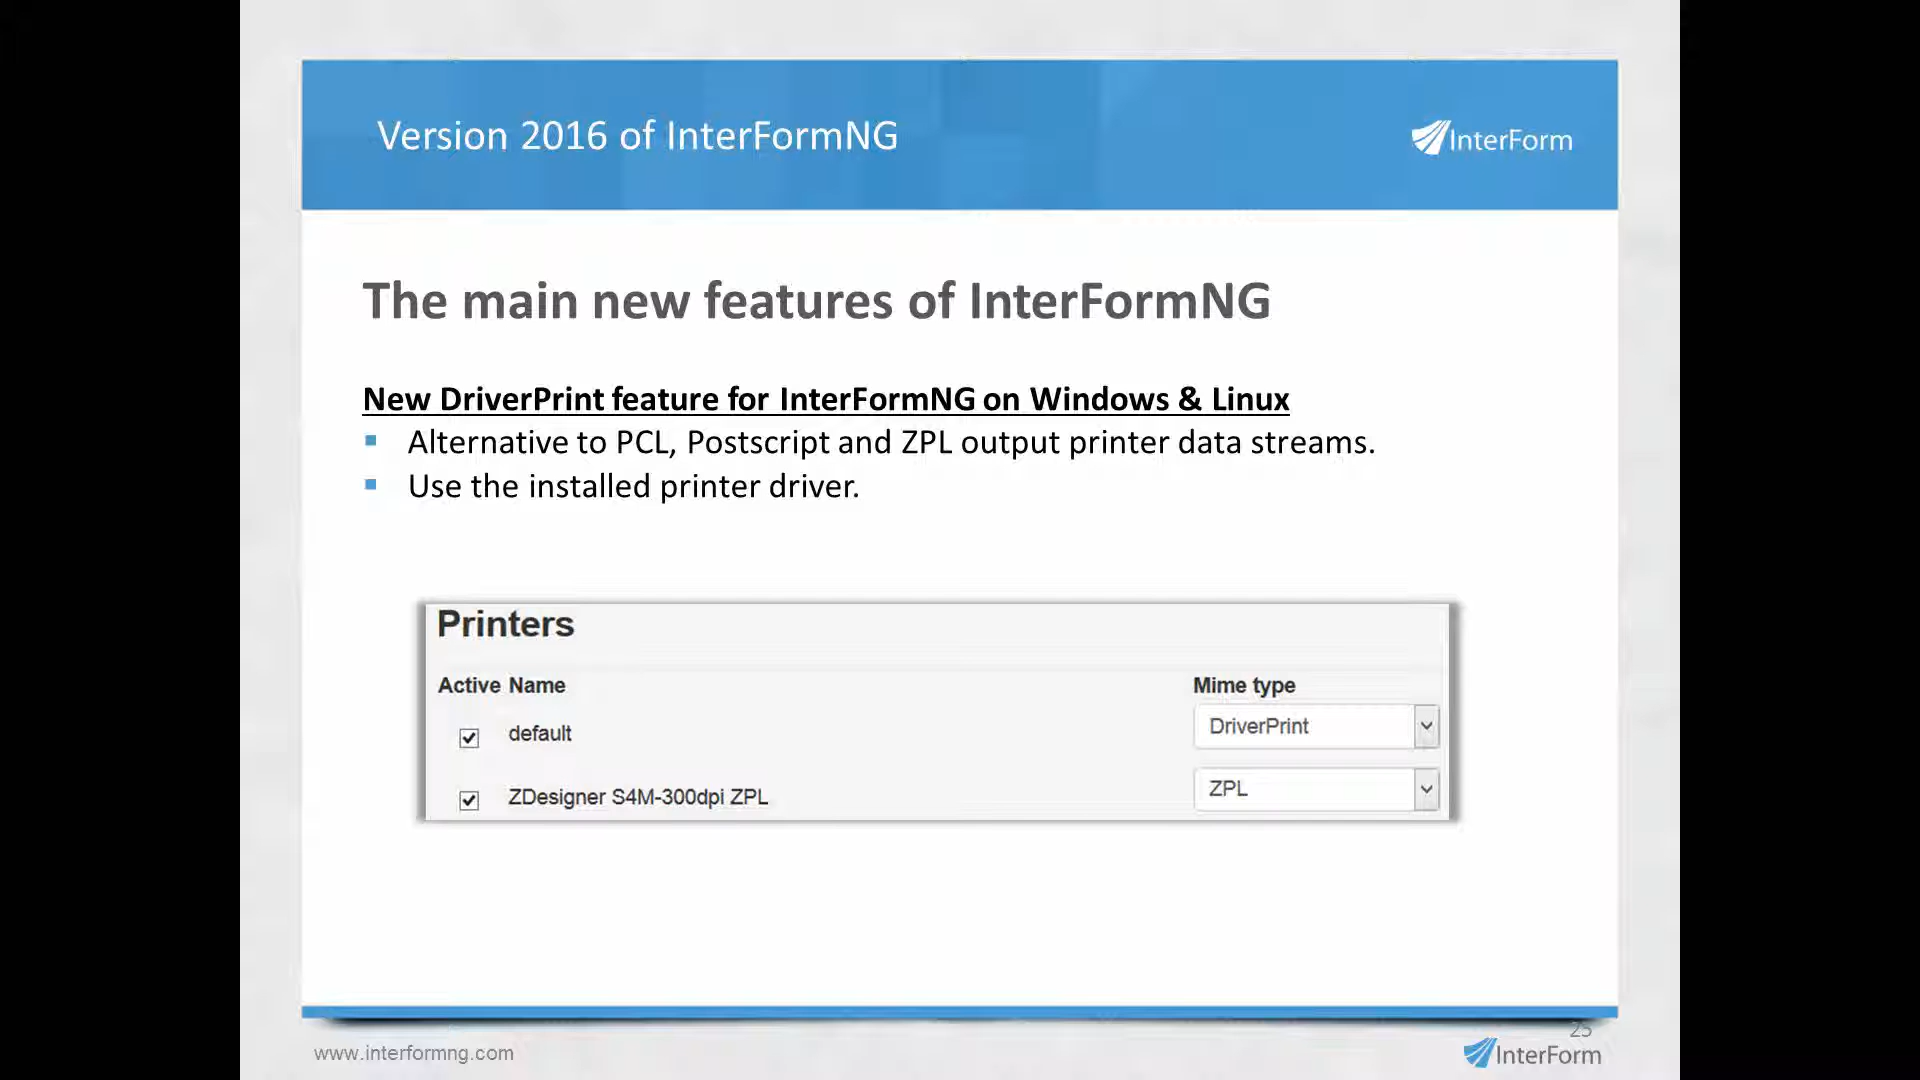 Version 2016 of InterFormNG
InterForm
The main new features of InterFormNG
New DriverPrint feature for InterFormNG on Windows & Linux
Alternative to PCL, Postscript and ZPL output printer data streams.
Use the installed printer driver.
Printers
Active Name Mime type
default DriverPrint
ZDesigner S4M-300dpi ZPL ZPL
25
www.interformng.com InterForm